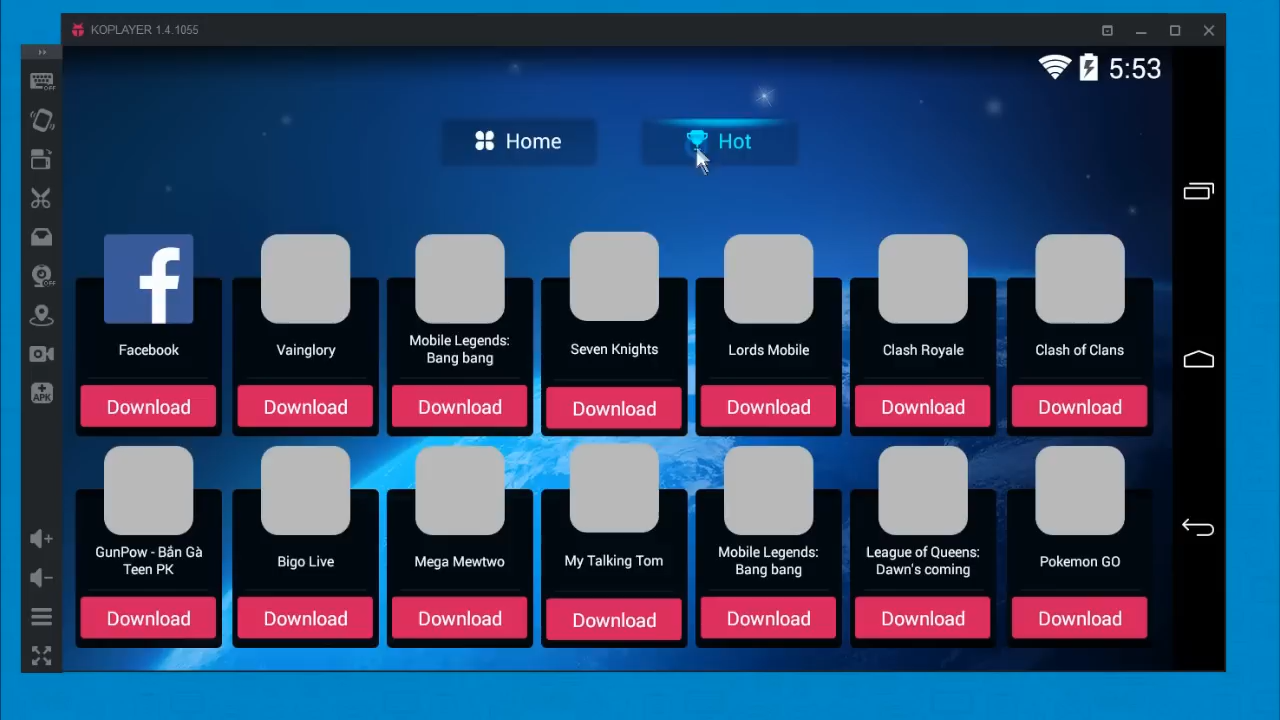 KOPLAYER 1.4.1055
5:53
Home
Hot
OFF
OFF
APK
f
Facebook
Vainglory
Mobile Legends:
Bang bang
Seven Knights
Lords Mobile
Clash Royale
Clash of Clans
Download
Download
Download
Download
Download
Download
Download
GunPow - Bắn Gà
Teen PK
Bigo Live
Mega Mewtwo
My Talking Tom
Mobile Legends:
Bang bang
League of Queens:
Dawn's coming
Pokemon GO
Download
Download
Download
Download
Download
Download
Download